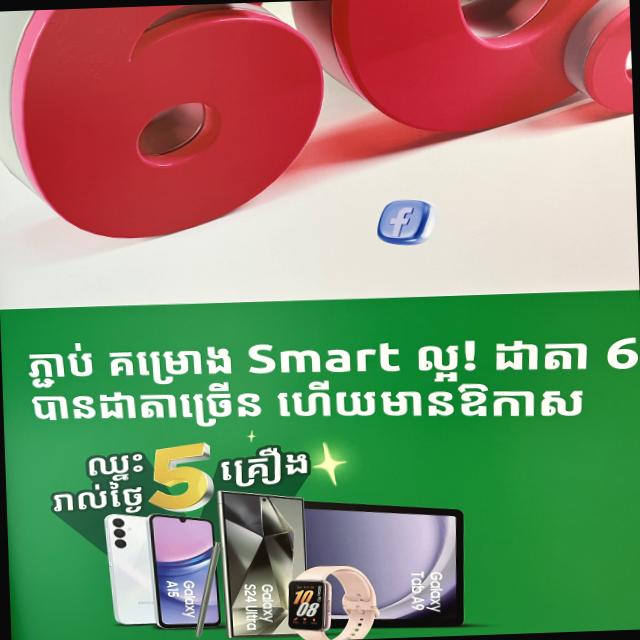 6
f
ភ្ជាប់ គម្រោង Smart ល្អ! ដាតា 6
បានដាតាច្រើន ហើយមានឱកាស
ឈ្នះ
រាល់ថ្ងៃ 5 គ្រឿង
Galaxy A15
Galaxy S24 Ultra
10
08
Galaxy Tab A9